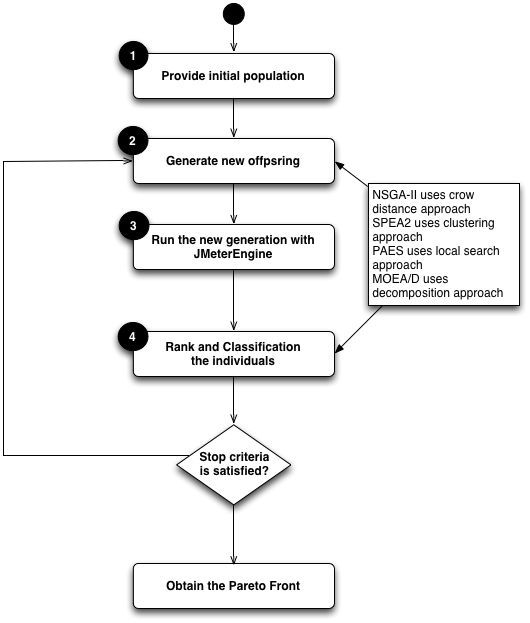 1
Provide initial population
2
Generate new offpsring
NSGA-II uses crow
distance approach
SPEA2 uses clustering
approach
PAES uses local search
approach
MOEA/D uses
decomposition approach
3
Run the new generation with
JMeterEngine
4
Rank and Classification
the individuals
Stop criteria
is satisfied?
Obtain the Pareto Front